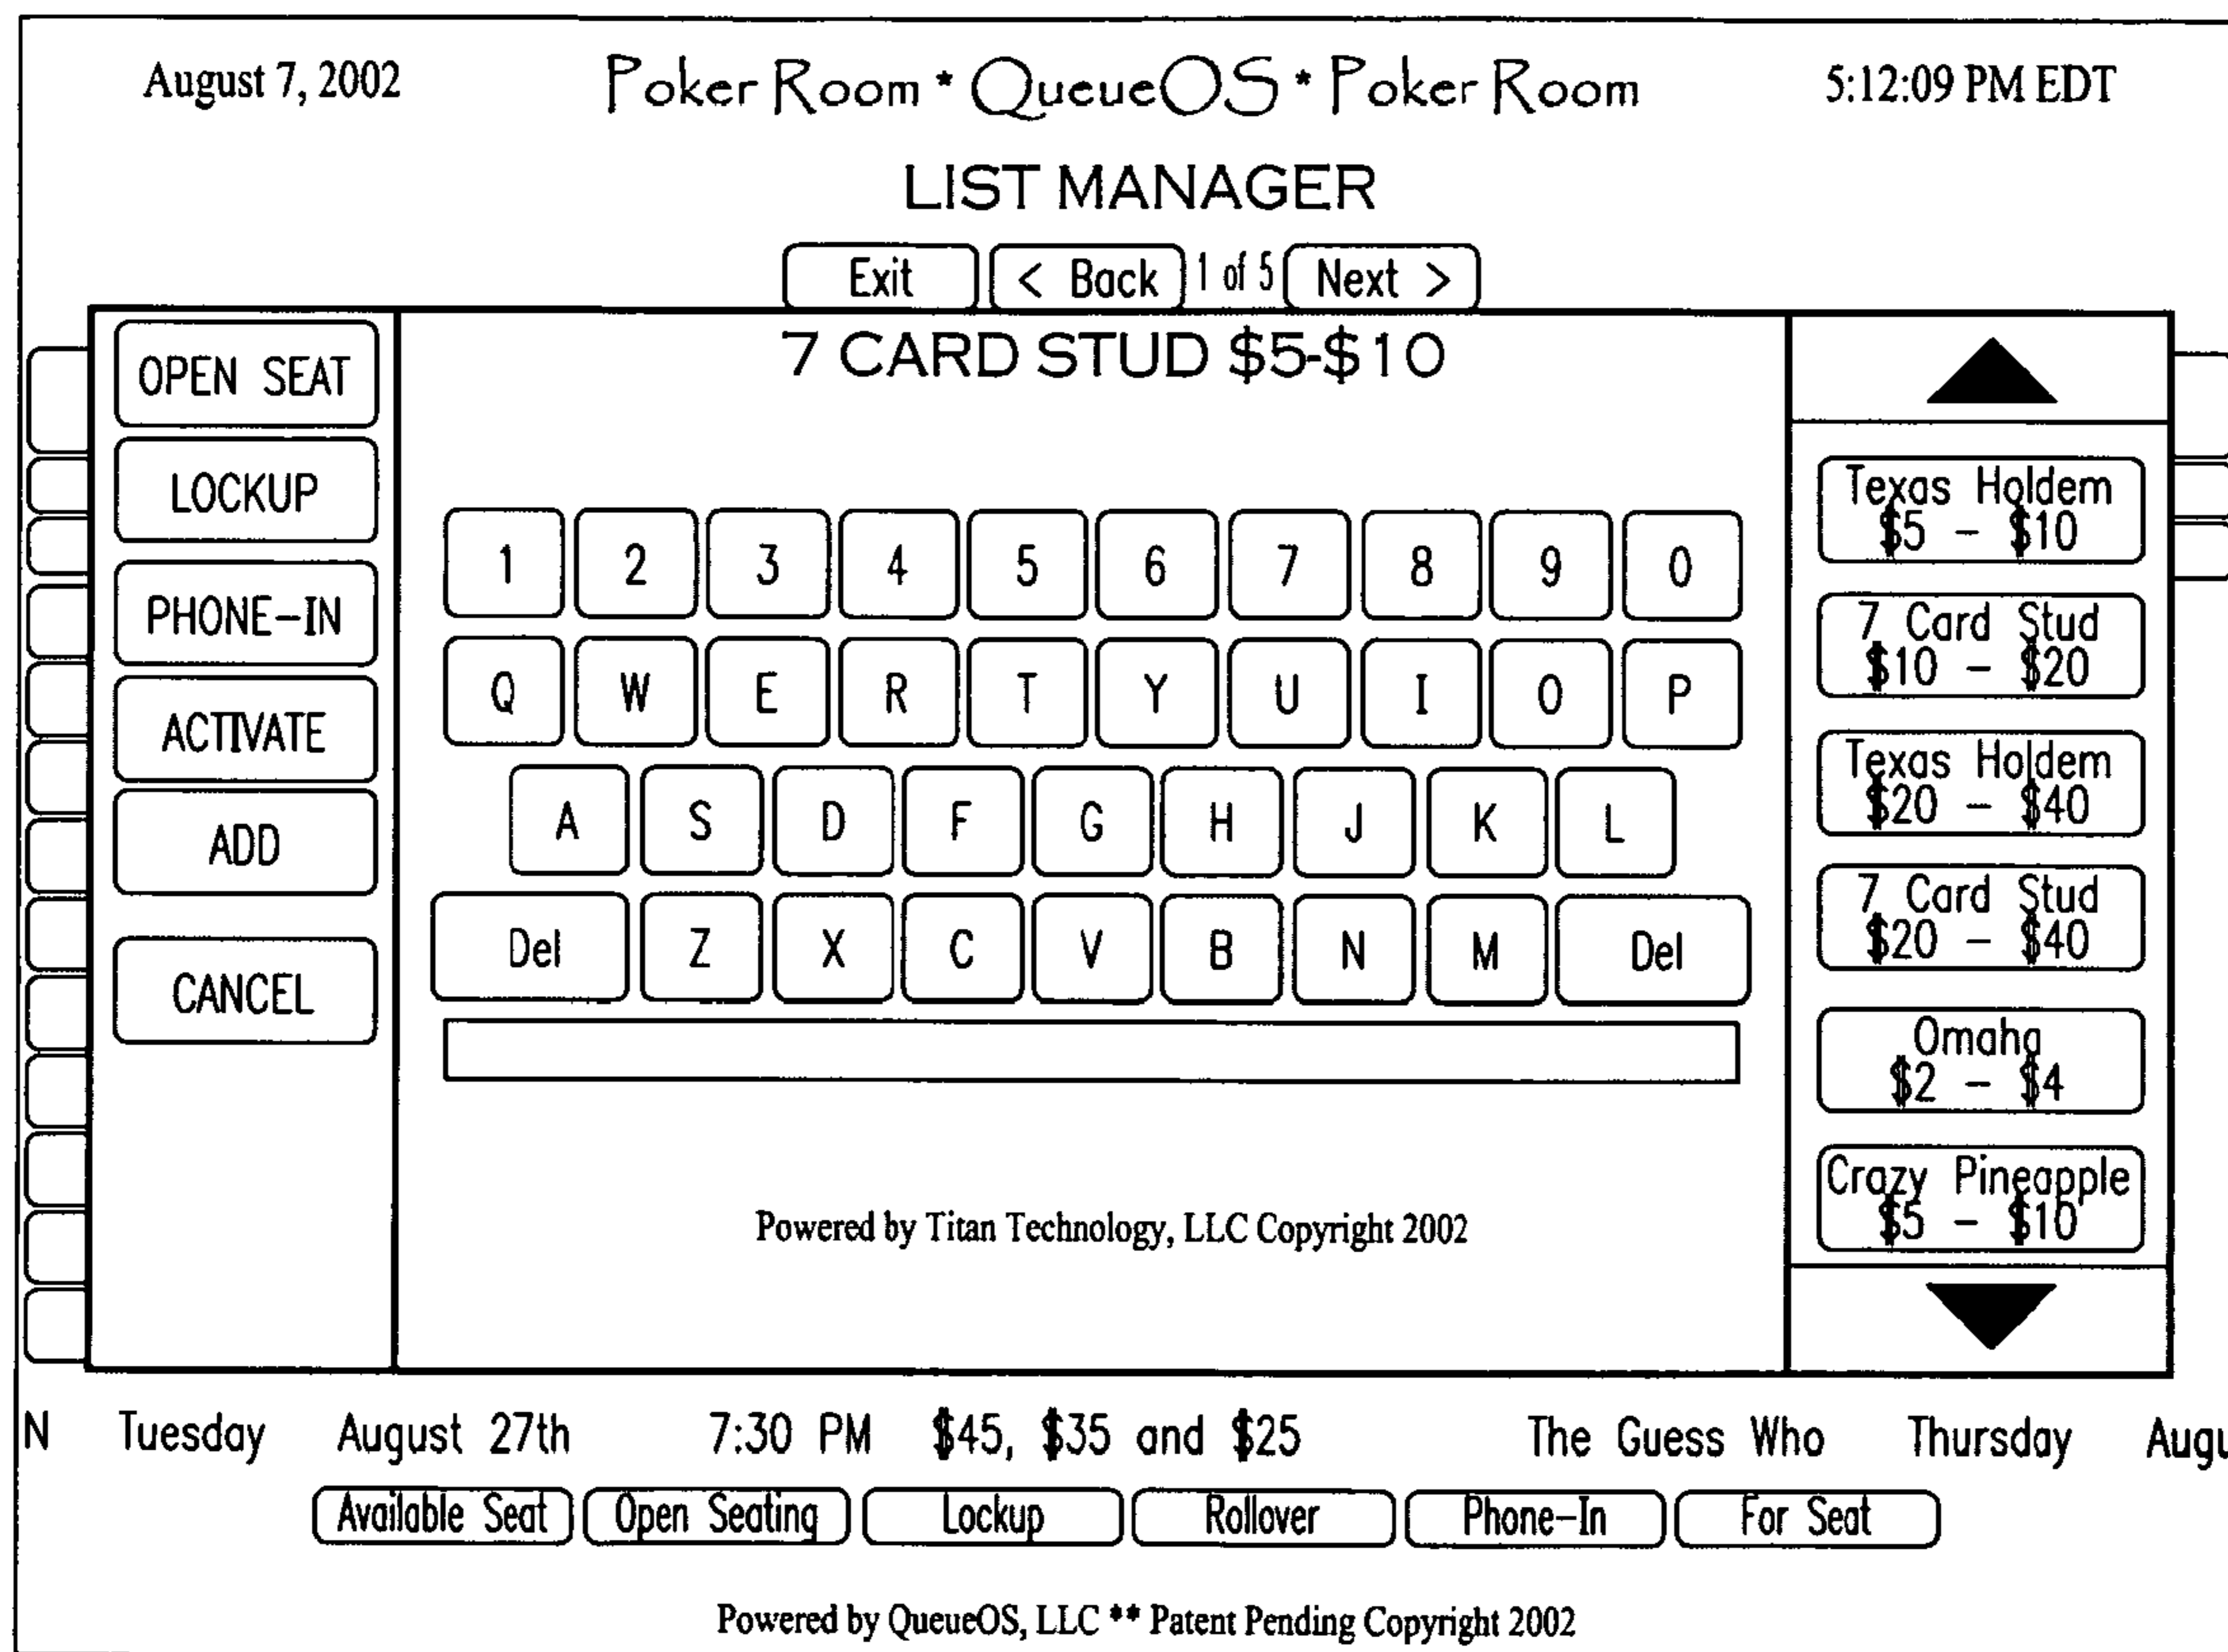 August 7, 2002 Poker Room * QueueOS * Poker Room 5:12:09 PM EDT
LIST MANAGER
Exit < Back 1 of 5 Next >
7 CARD STUD $5-$10
OPEN SEAT
LOCKUP
PHONE-IN
ACTIVATE
ADD
CANCEL
1 2 3 4 5 6 7 8 9 0
Q W E R T Y U I O P
A S D F G H J K L
Del Z X C V B N M Del
Powered by Titan Technology, LLC Copyright 2002
Texas Holdem
$5 - $10
7 Card Stud
$10 - $20
Texas Holdem
$20 - $40
7 Card Stud
$20 - $40
Omaha
$2 - $4
Crazy Pineapple
$5 - $10
N Tuesday August 27th 7:30 PM $45, $35 and $25 The Guess Who Thursday Augu
Available Seat Open Seating Lockup Rollover Phone-In For Seat
Powered by QueueOS, LLC ** Patent Pending Copyright 2002